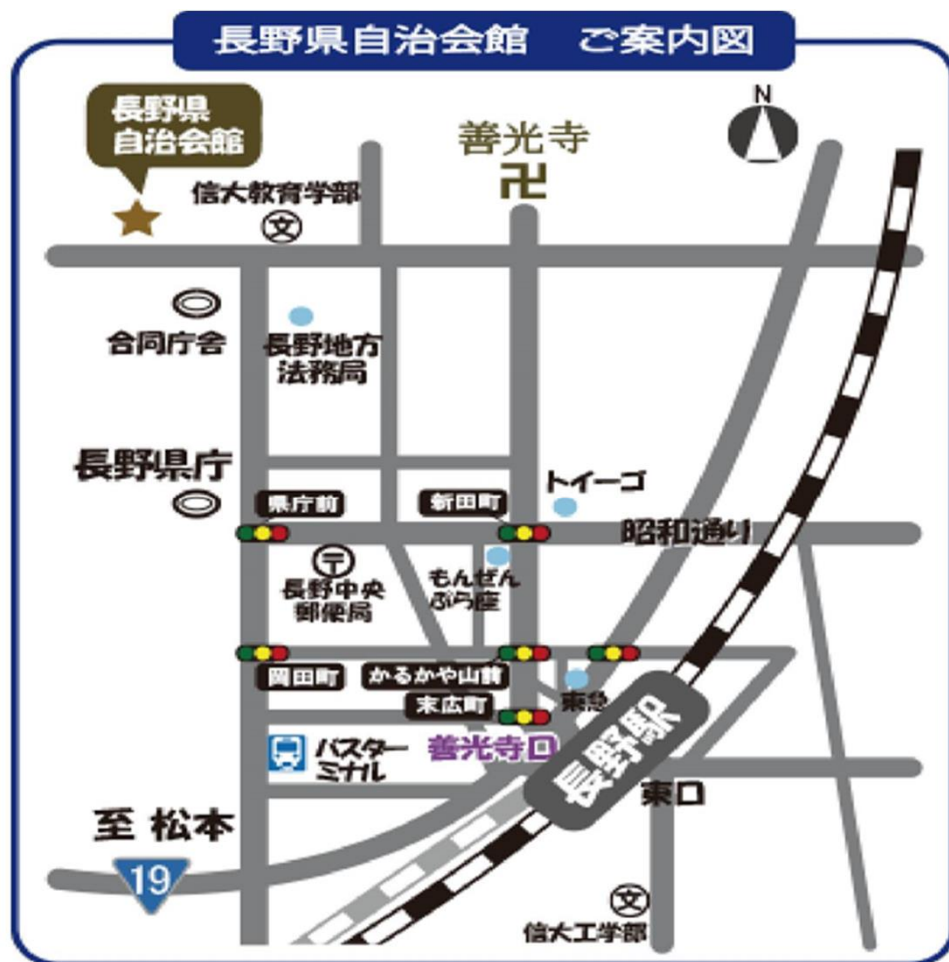 長野県自治会館 ご案内図
長野県
自治会館
N
善光寺
卍
信大教育学部
文
合同庁舎
長野地方
法務局
長野県庁
トイーゴ
県庁前
新田町
昭和通り
〒
長野中央
郵便局
もんぜん
ぷら座
岡田町
かるかや山前
東急
末広町
善光寺口
バスター
ミナル
長野駅
東口
至 松本
19
文
信大工学部